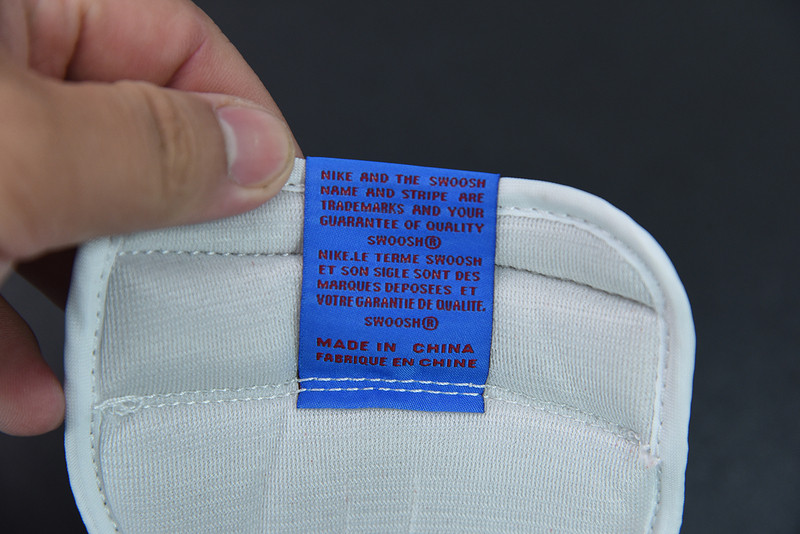 NIKE AND THE SWOOSH
NAME AND STRIPE ARE
TRADEMARKS AND YOUR
GUARANTEE OF QUALITY
SWOOSH®
NIKE.LE TERME SWOOSH
ET SON SIGLE SONT DES
MARQUES DEPOSEES ET
VOTRE GARANTIE DE QUALITE.
SWOOSH®
MADE IN CHINA
FABRIQUE EN CHINE